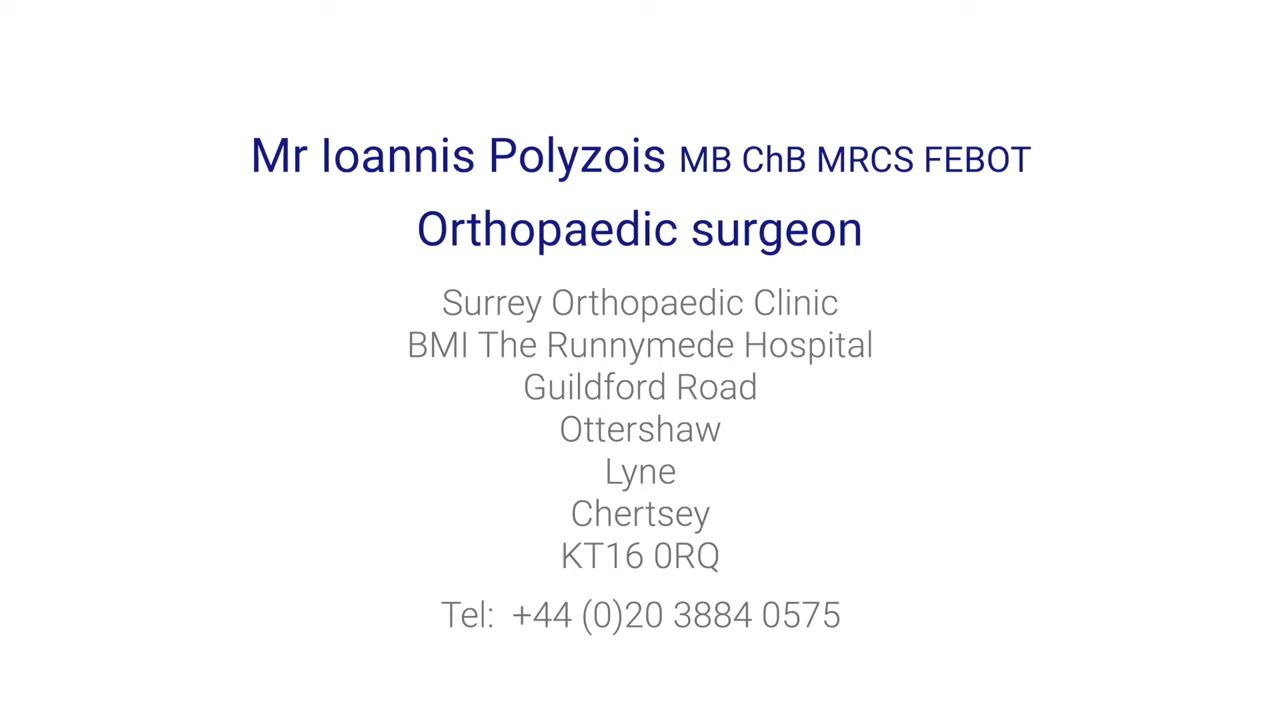 Mr Ioannis Polyzois MB ChB MRCS FEBOT
Orthopaedic surgeon
Surrey Orthopaedic Clinic
BMI The Runnymede Hospital
Guildford Road
Ottershaw
Lyne
Chertsey
KT16 0RQ
Tel: +44 (0)20 3884 0575